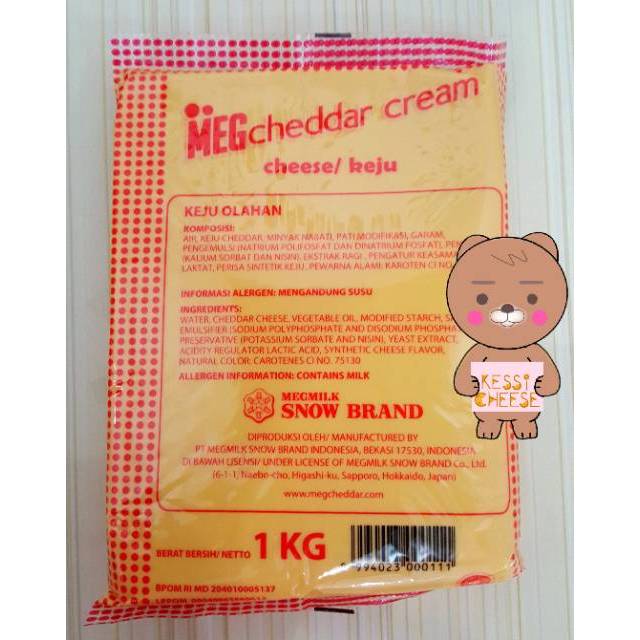 MEG cheddar cream
cheese/ keju
KEJU OLAHAN
KOMPOSISI:
AIR, KEJU CHEDDAR, MINYAK NABATI, PATI MODIFIKASI, GARAM,
PENGEMULSI (NATRIUM POLIFOSFAT DAN DINATRIUM FOSFAT),
(KALIUM SORBAT DAN NISIN), EKSTRAK RAGI, PENGATUR KEASAMA
LAKTAT, PERISA SINTETIK KEJU, PEWARNA ALAMI: KAROTEN CI NO.
INFORMASI ALERGEN: MENGANDUNG SUSU
INGREDIENTS:
WATER, CHEDDAR CHEESE, VEGETABLE OIL, MODIFIED STARCH,
EMULSIFIER (SODIUM POLYPHOSPHATE AND DISODIUM PHOSPHA
PRESERVATIVE (POTASSIUM SORBATE AND NISIN), YEAST EXTRACT,
ACIDITY REGULATOR LACTIC ACID, SYNTHETIC CHEESE FLAVOR,
NATURAL COLOR: CAROTENES CI NO. 75130
ALLERGEN INFORMATION: CONTAINS MILK
KESSI
CHEESE
MEGMILK
SNOW BRAND
DIPRODUKSI OLEH/ MANUFACTURED BY
PT MEGMILK SNOW BRAND INDONESIA, BEKASI 17530, INDONESIA
DI BAWAH LISENSI/ UNDER LICENSE OF MEGMILK SNOW BRAND Co., Ltd.
(6-1-1, Naebo-cho, Higashi-ku, Sapporo, Hokkaido, Japan)
www.megcheddar.com
BERAT BERSIH/ NETTO 1 KG
994023 000111
BPOM RI MD 204010005137